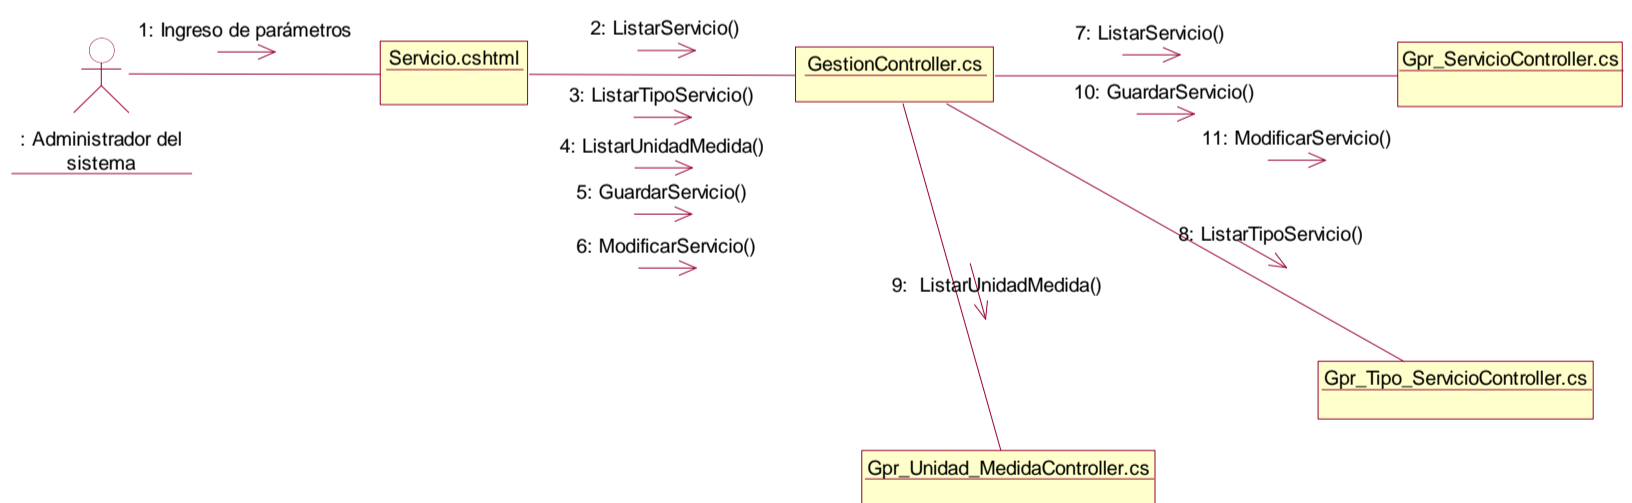 1: Ingreso de parámetros
: Administrador del
sistema
Servicio.cshtml
2: ListarServicio()
3: ListarTipoServicio()
4: ListarUnidadMedida()
5: GuardarServicio()
6: ModificarServicio()
GestionController.cs
7: ListarServicio()
10: GuardarServicio()
11: ModificarServicio()
Gpr_ServicioController.cs
8: ListarTipoServicio()
9: ListarUnidadMedida()
Gpr_Tipo_ServicioController.cs
Gpr_Unidad_MedidaController.cs